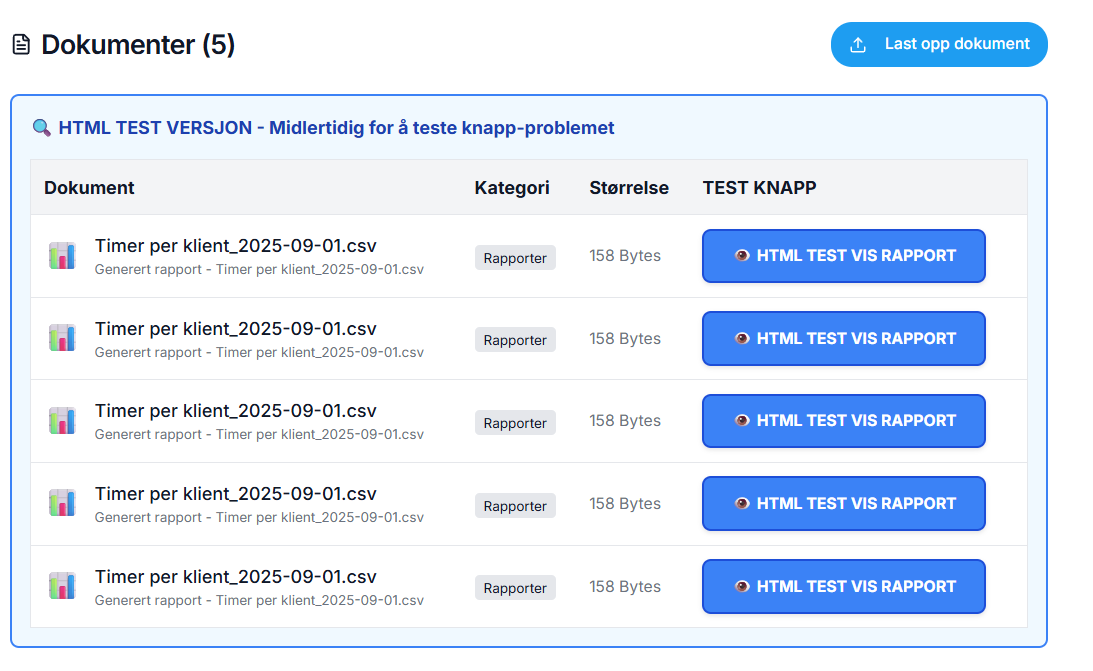 Dokumenter (5)
Last opp dokument
HTML TEST VERSJON - Midlertidig for å teste knapp-problemet
Dokument Kategori Størrelse TEST KNAPP
Timer per klient_2025-09-01.csv
Generert rapport - Timer per klient_2025-09-01.csv
Rapporter
158 Bytes
HTML TEST VIS RAPPORT
Timer per klient_2025-09-01.csv
Generert rapport - Timer per klient_2025-09-01.csv
Rapporter
158 Bytes
HTML TEST VIS RAPPORT
Timer per klient_2025-09-01.csv
Generert rapport - Timer per klient_2025-09-01.csv
Rapporter
158 Bytes
HTML TEST VIS RAPPORT
Timer per klient_2025-09-01.csv
Generert rapport - Timer per klient_2025-09-01.csv
Rapporter
158 Bytes
HTML TEST VIS RAPPORT
Timer per klient_2025-09-01.csv
Generert rapport - Timer per klient_2025-09-01.csv
Rapporter
158 Bytes
HTML TEST VIS RAPPORT